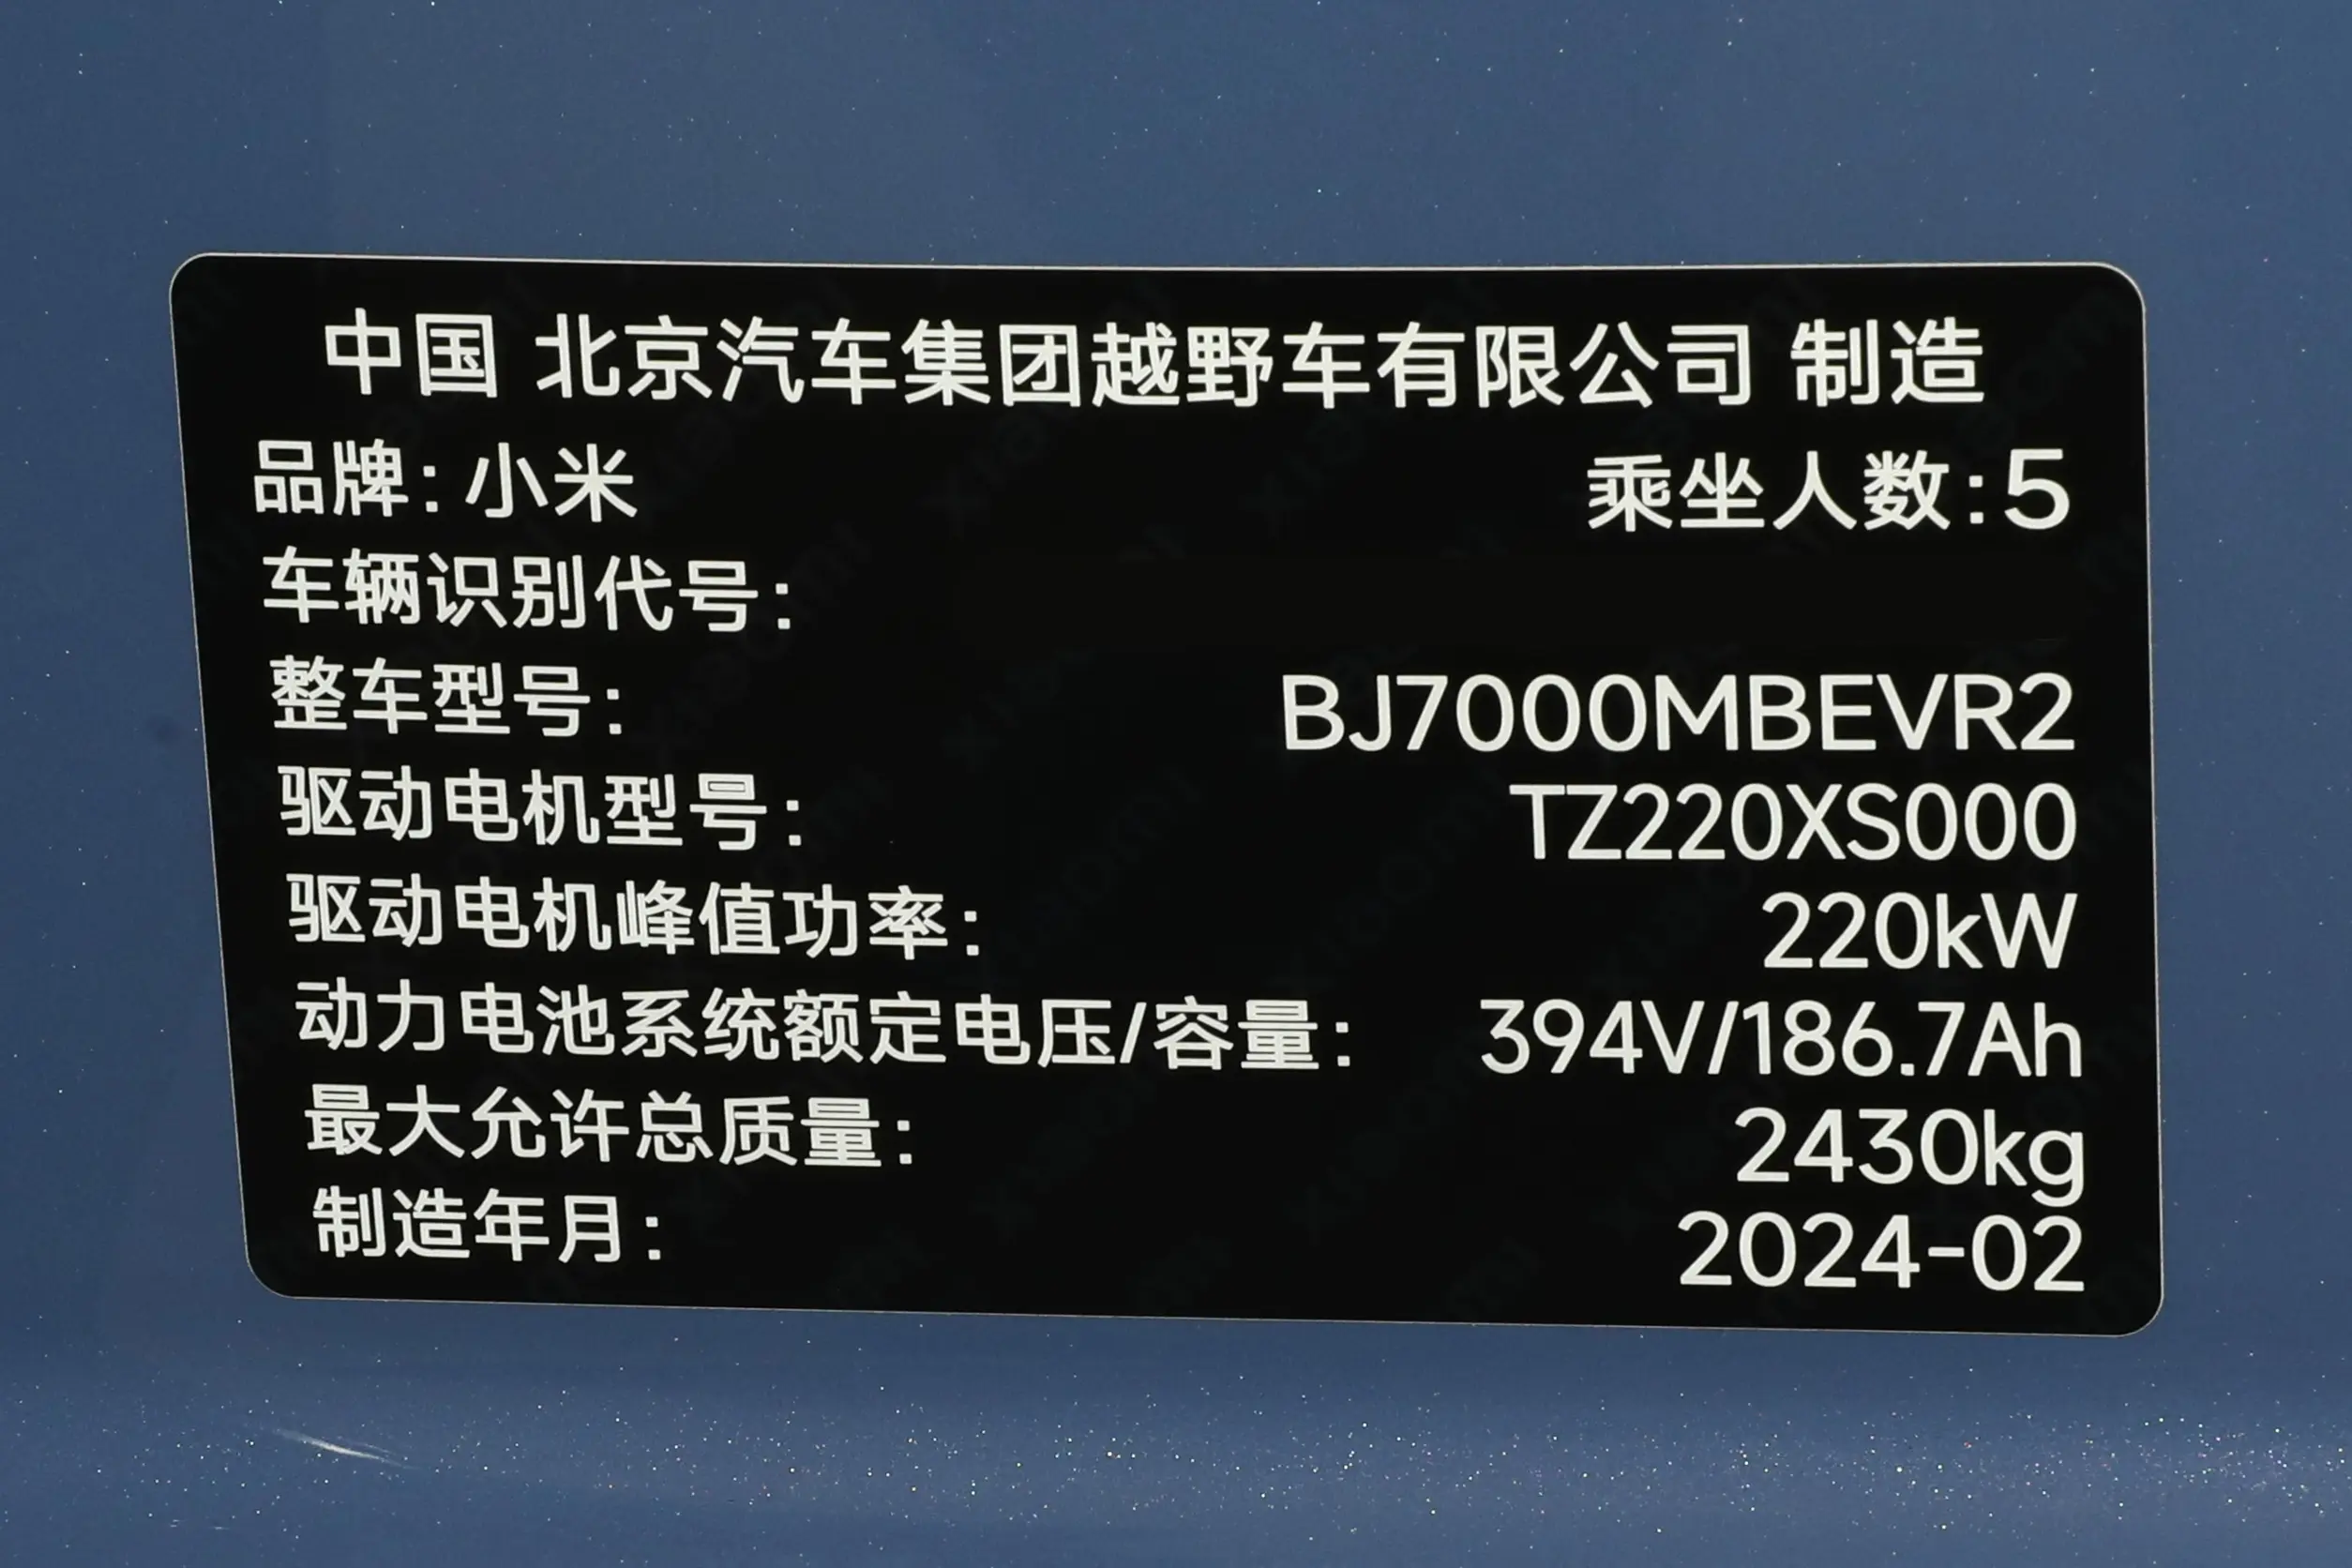 中国 北京汽车集团越野车有限公司 制造
品牌:小米 乘坐人数:5
车辆识别代号:
整车型号: BJ7000MBEVR2
驱动电机型号: TZ220XS000
驱动电机峰值功率: 220kW
动力电池系统额定电压/容量: 394V/186.7Ah
最大允许总质量: 2430kg
制造年月: 2024-02